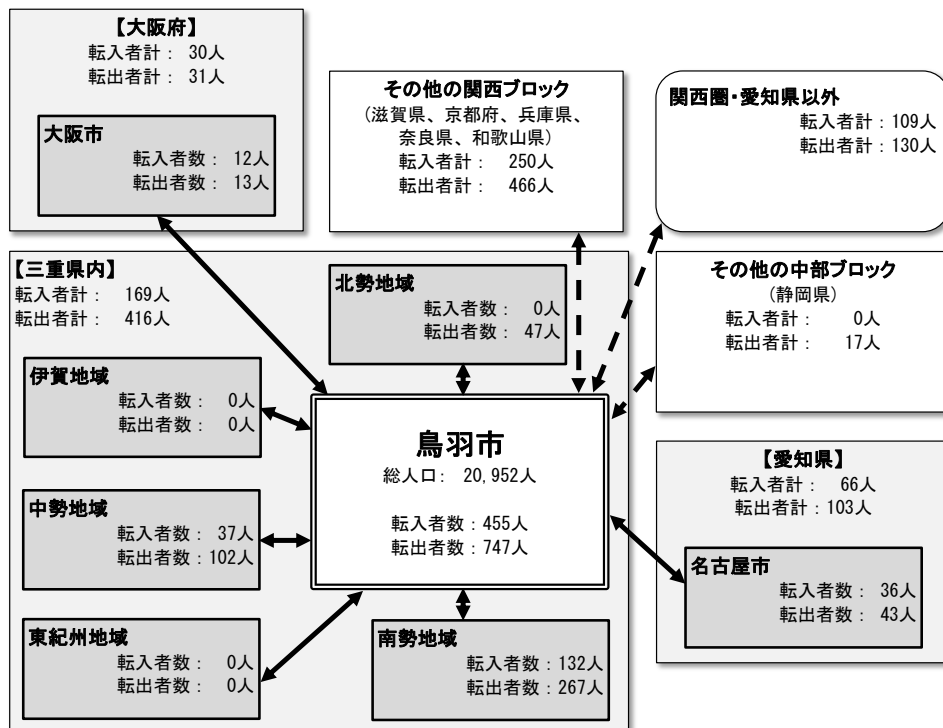 【大阪府】
転入者計： 30人
転出者計： 31人
大阪市
転入者数： 12人
転出者数： 13人
その他の関西ブロック
(滋賀県、京都府、兵庫県、
奈良県、和歌山県)
転入者計： 250人
転出者計： 466人
関西圏・愛知県以外
転入者計：109人
転出者計：130人
【三重県内】
転入者計： 169人
転出者計： 416人
北勢地域
転入者数： 0人
転出者数： 47人
その他の中部ブロック
(静岡県)
転入者計： 0人
転出者計： 17人
伊賀地域
転入者数： 0人
転出者数： 0人
鳥羽市
総人口： 20,952人
転入者数：455人
転出者数：747人
中勢地域
転入者数： 37人
転出者数：102人
【愛知県】
転入者計： 66人
転出者計：103人
名古屋市
転入者数： 36人
転出者数： 43人
東紀州地域
転入者数： 0人
転出者数： 0人
南勢地域
転入者数：132人
転出者数：267人